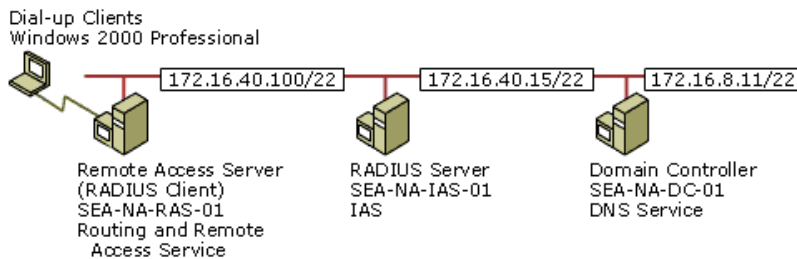 Dial-up Clients
Windows 2000 Professional
172.16.40.100/22
172.16.40.15/22
172.16.8.11/22
Remote Access Server
(RADIUS Client)
SEA-NA-RAS-01
Routing and Remote
Access Service
RADIUS Server
SEA-NA-IAS-01
IAS
Domain Controller
SEA-NA-DC-01
DNS Service